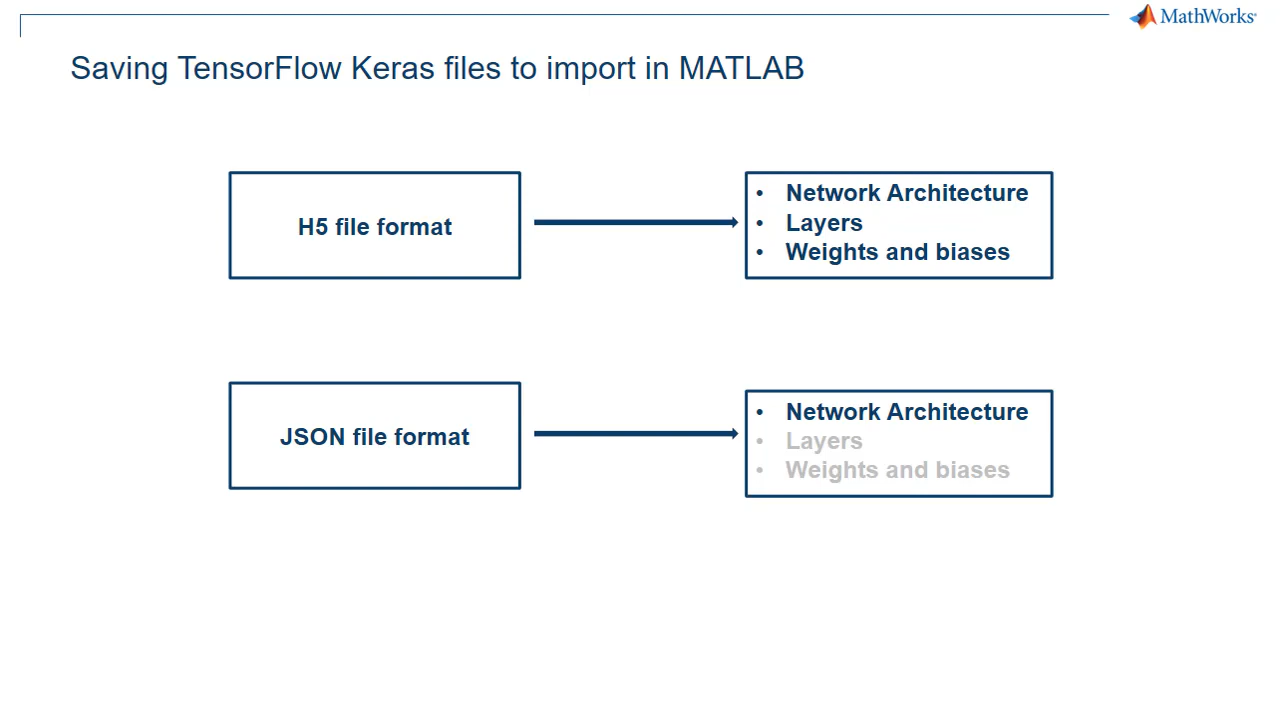 MathWorks®
Saving TensorFlow Keras files to import in MATLAB
H5 file format
• Network Architecture
• Layers
• Weights and biases
JSON file format
• Network Architecture
• Layers
• Weights and biases